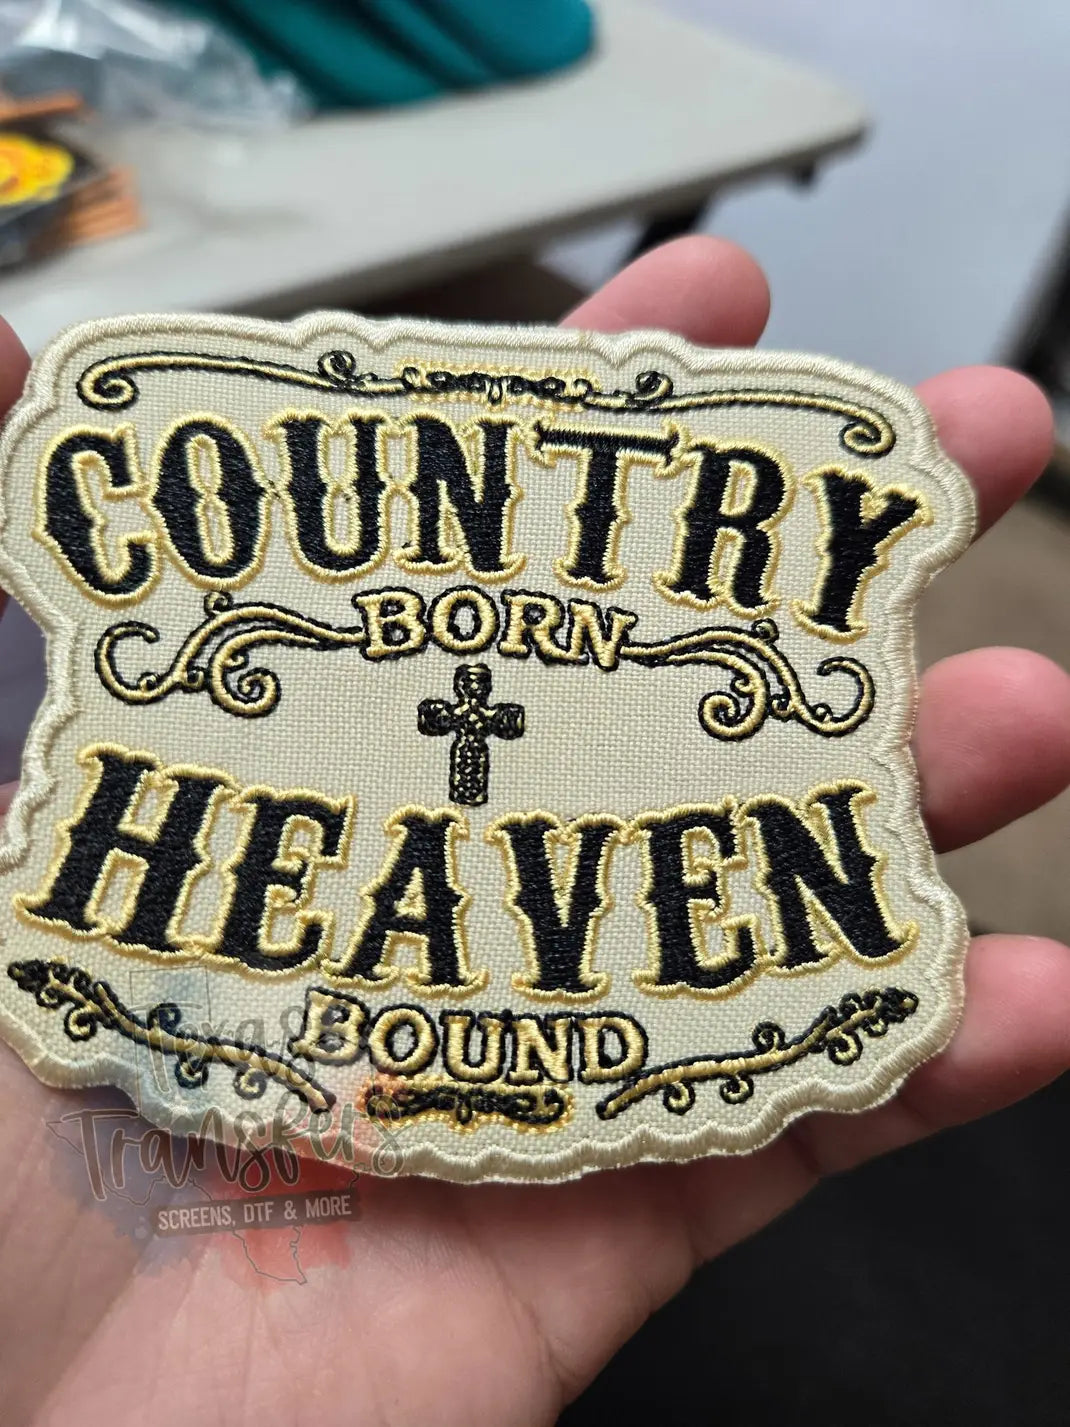 COUNTRY
BORN
HEAVEN
BOUND
Texas
Transfers
SCREENS, DTF & MORE